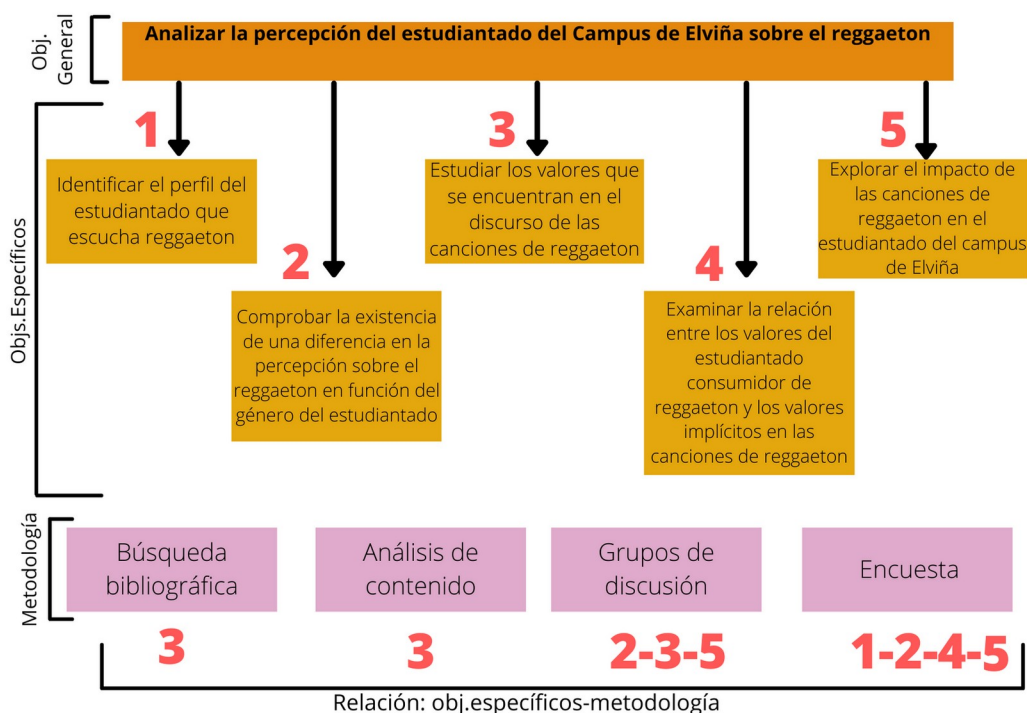 Obj.
General
Analizar la percepción del estudiantado del Campus de Elviña sobre el reggaeton
Objs.Específicos
1
Identificar el perfil del
estudiantado que
escucha reggaeton
2
Comprobar la existencia
de una diferencia en la
percepción sobre el
reggaeton en función del
género del estudiantado
3
Estudiar los valores que
se encuentran en el
discurso de las
canciones de reggaeton
4
Examinar la relación
entre los valores del
estudiantado
consumidor de
reggaeton y los valores
implícitos en las
canciones de reggaeton
5
Explorar el impacto de
las canciones de
reggaeton en el
estudiantado del campus
de Elviña
Metodología
Búsqueda
bibliográfica
3
Análisis de
contenido
3
Grupos de
discusión
2-3-5
Encuesta
1-2-4-5
Relación: obj.específicos-metodología